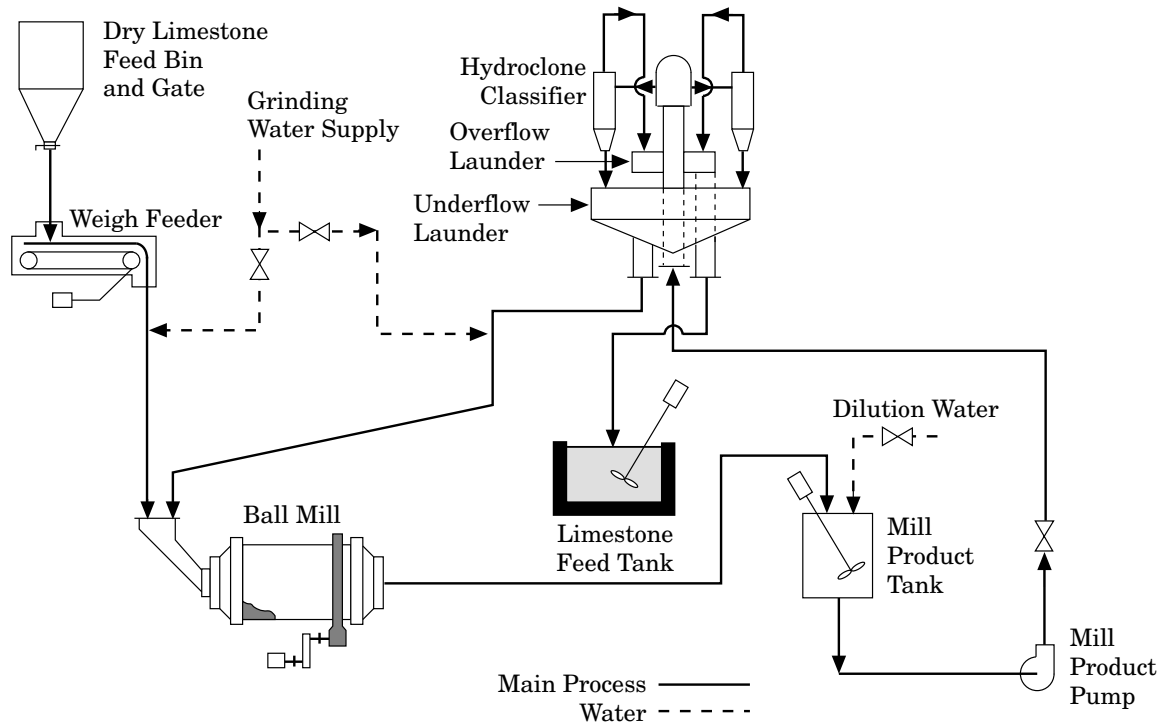 Dry Limestone
Feed Bin
and Gate
Grinding
Water Supply
Hydroclone
Classifier
Overflow
Launder
Underflow
Launder
Weigh Feeder
Dilution Water
Ball Mill
Limestone
Feed Tank
Mill
Product
Tank
Mill
Product
Pump
Main Process
Water